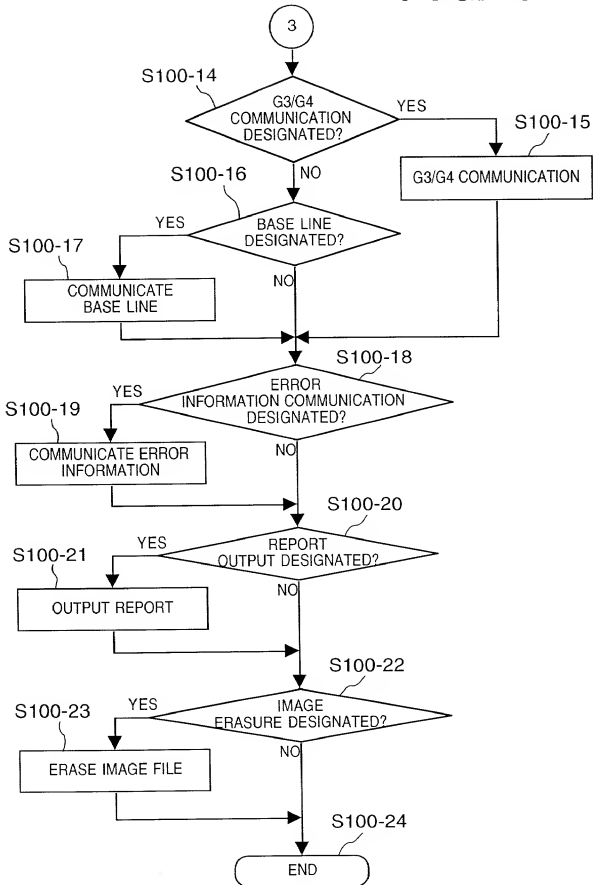 3
S100-14
G3/G4
COMMUNICATION
DESIGNATED?
YES
S100-15
G3/G4 COMMUNICATION
NO
S100-16
BASE LINE
DESIGNATED?
YES
S100-17
COMMUNICATE
BASE LINE
NO
S100-18
ERROR
INFORMATION COMMUNICATION
DESIGNATED?
YES
S100-19
COMMUNICATE ERROR
INFORMATION
NO
S100-20
REPORT
OUTPUT DESIGNATED?
YES
S100-21
OUTPUT REPORT
NO
S100-22
IMAGE
ERASURE DESIGNATED?
YES
S100-23
ERASE IMAGE FILE
NO
S100-24
END